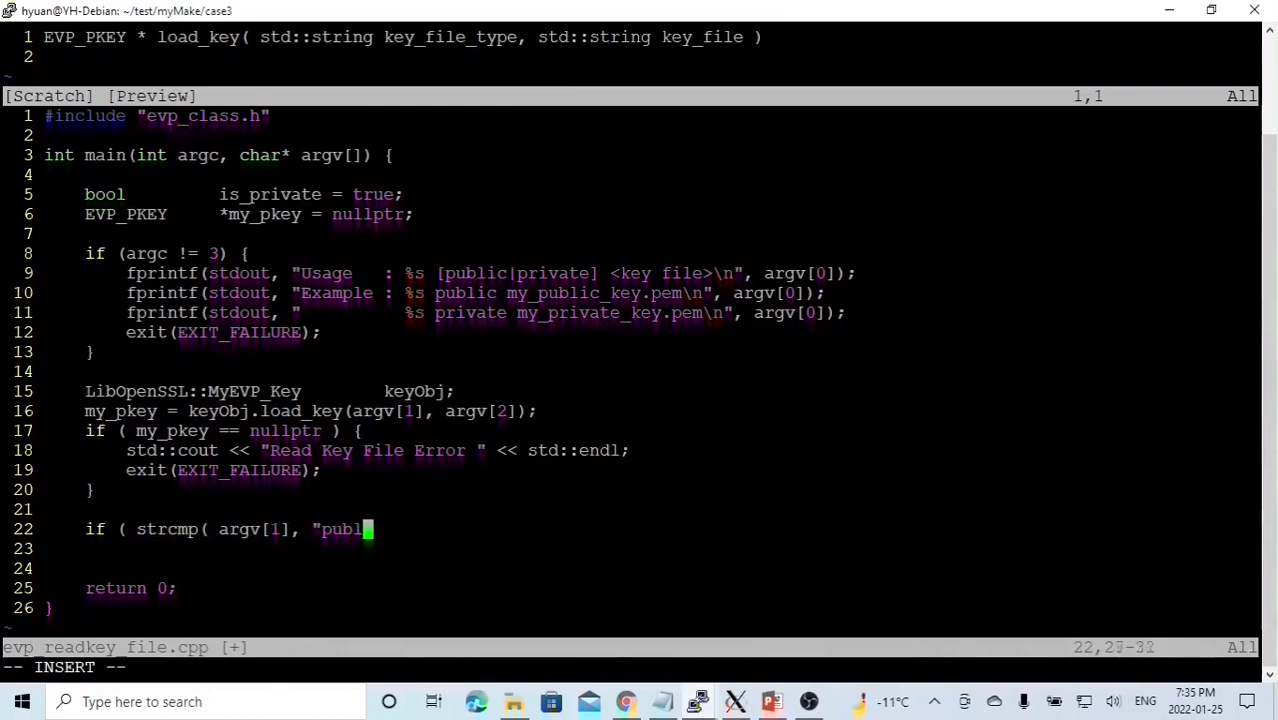 hyuan@YH-Debian: ~/test/myMake/case3
1 EVP_PKEY * load_key( std::string key_file_type, std::string key_file )
2
~
[Scratch] [Preview] 1,1 All
1 #include "evp_class.h"
2
3 int main(int argc, char* argv[]) {
4
5 bool is_private = true;
6 EVP_PKEY *my_pkey = nullptr;
7
8 if (argc != 3) {
9 fprintf(stdout, "Usage   : %s [public|private] <key file>\n", argv[0]);
10 fprintf(stdout, "Example : %s public my_public_key.pem\n", argv[0]);
11 fprintf(stdout, "          %s private my_private_key.pem\n", argv[0]);
12 exit(EXIT_FAILURE);
13 }
14
15 LibOpenSSL::MyEVP_Key keyObj;
16 my_pkey = keyObj.load_key(argv[1], argv[2]);
17 if ( my_pkey == nullptr ) {
18 std::cout << "Read Key File Error " << std::endl;
19 exit(EXIT_FAILURE);
20 }
21
22 if ( strcmp( argv[1], "publ
23
24
25 return 0;
26 }
~
evp_readkey_file.cpp [+] All
-- INSERT --
Type here to search
-11°C
ENG
7:35 PM
2022-01-25